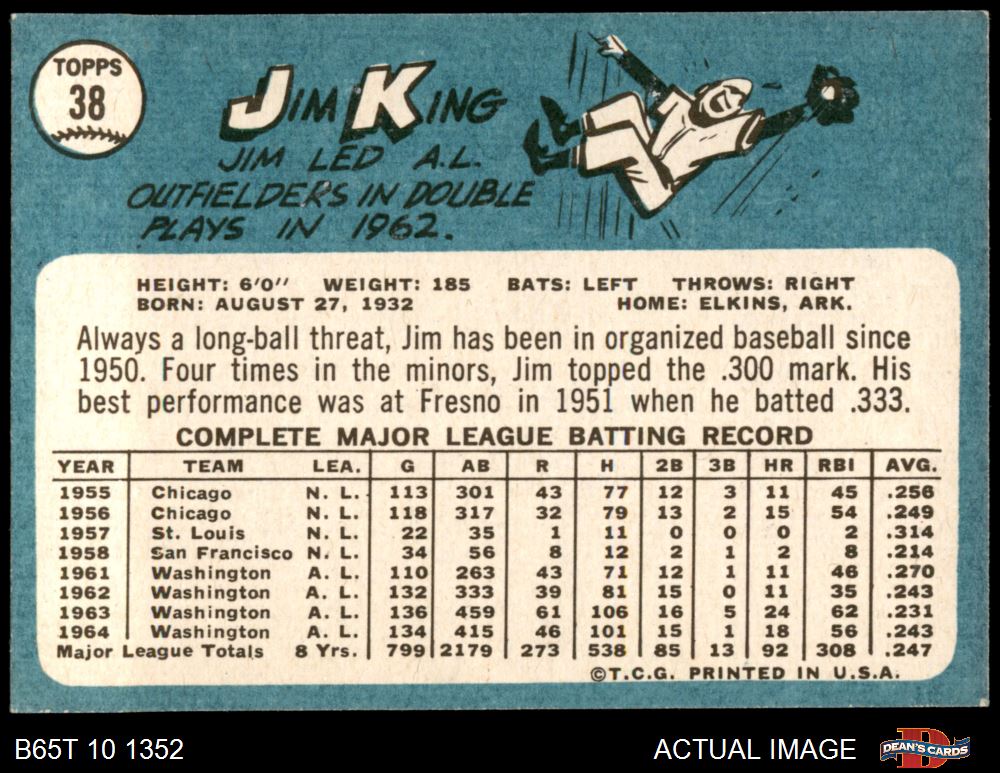 TOPPS
38
JIM KING
JIM LED A.L.
OUTFIELDERS IN DOUBLE
PLAYS IN 1962.
HEIGHT: 6'0" WEIGHT: 185 BATS: LEFT THROWS: RIGHT
BORN: AUGUST 27, 1932 HOME: ELKINS, ARK.
Always a long-ball threat, Jim has been in organized baseball since
1950. Four times in the minors, Jim topped the .300 mark. His
best performance was at Fresno in 1951 when he batted .333.
COMPLETE MAJOR LEAGUE BATTING RECORD
YEAR TEAM LEA. G AB R H 2B 3B HR RBI AVG.
1955 Chicago N. L. 113 301 43 77 12 3 11 45 .256
1956 Chicago N. L. 118 317 32 79 13 2 15 54 .249
1957 St. Louis N. L. 22 35 1 11 0 0 0 2 .314
1958 San Francisco N. L. 34 56 8 12 2 1 2 8 .214
1961 Washington A. L. 110 263 43 71 12 1 11 46 .270
1962 Washington A. L. 132 333 39 81 15 0 11 35 .243
1963 Washington A. L. 136 459 61 106 16 5 24 62 .231
1964 Washington A. L. 134 415 46 101 15 1 18 56 .243
Major League Totals 8 Yrs. 799 2179 273 538 85 13 92 308 .247
©T.C.G. PRINTED IN U.S.A.
B65T 10 1352 ACTUAL IMAGE DEAN'S CARDS